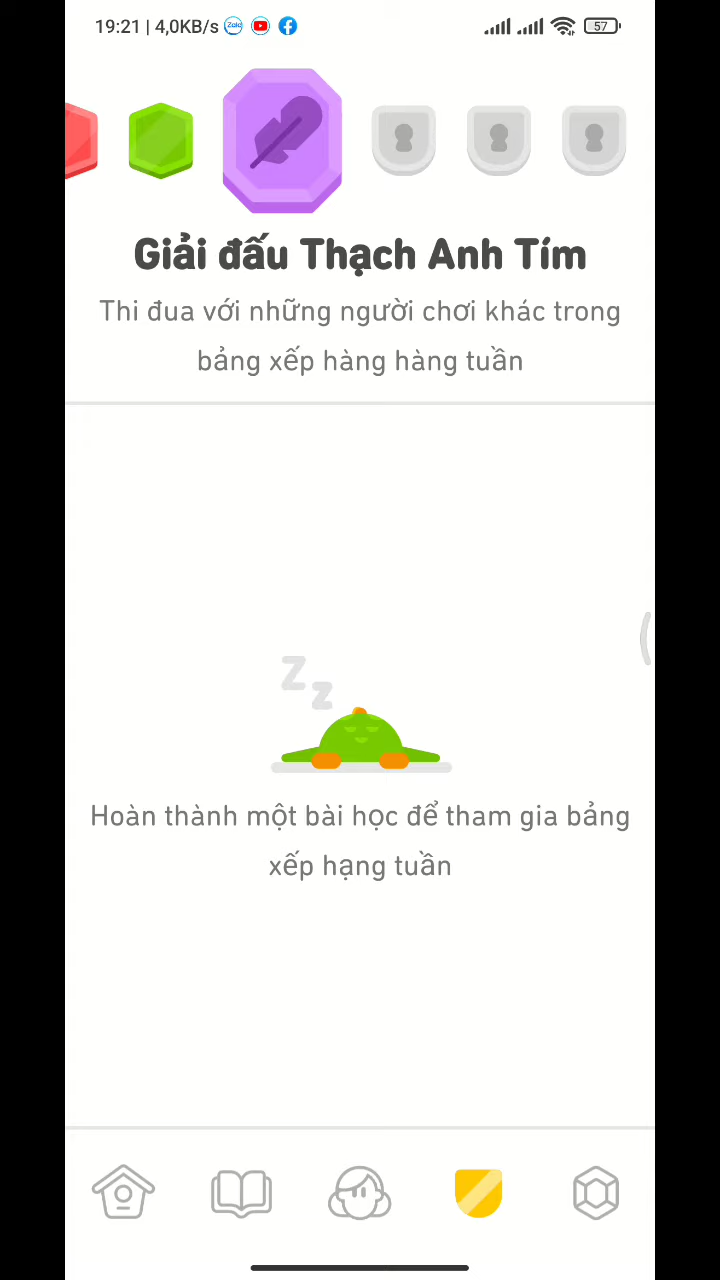 19:21 | 4,0KB/s Zalo
57
Giải đấu Thạch Anh Tím
Thi đua với những người chơi khác trong
bảng xếp hàng hàng tuần
Z
z
Hoàn thành một bài học để tham gia bảng
xếp hạng tuần